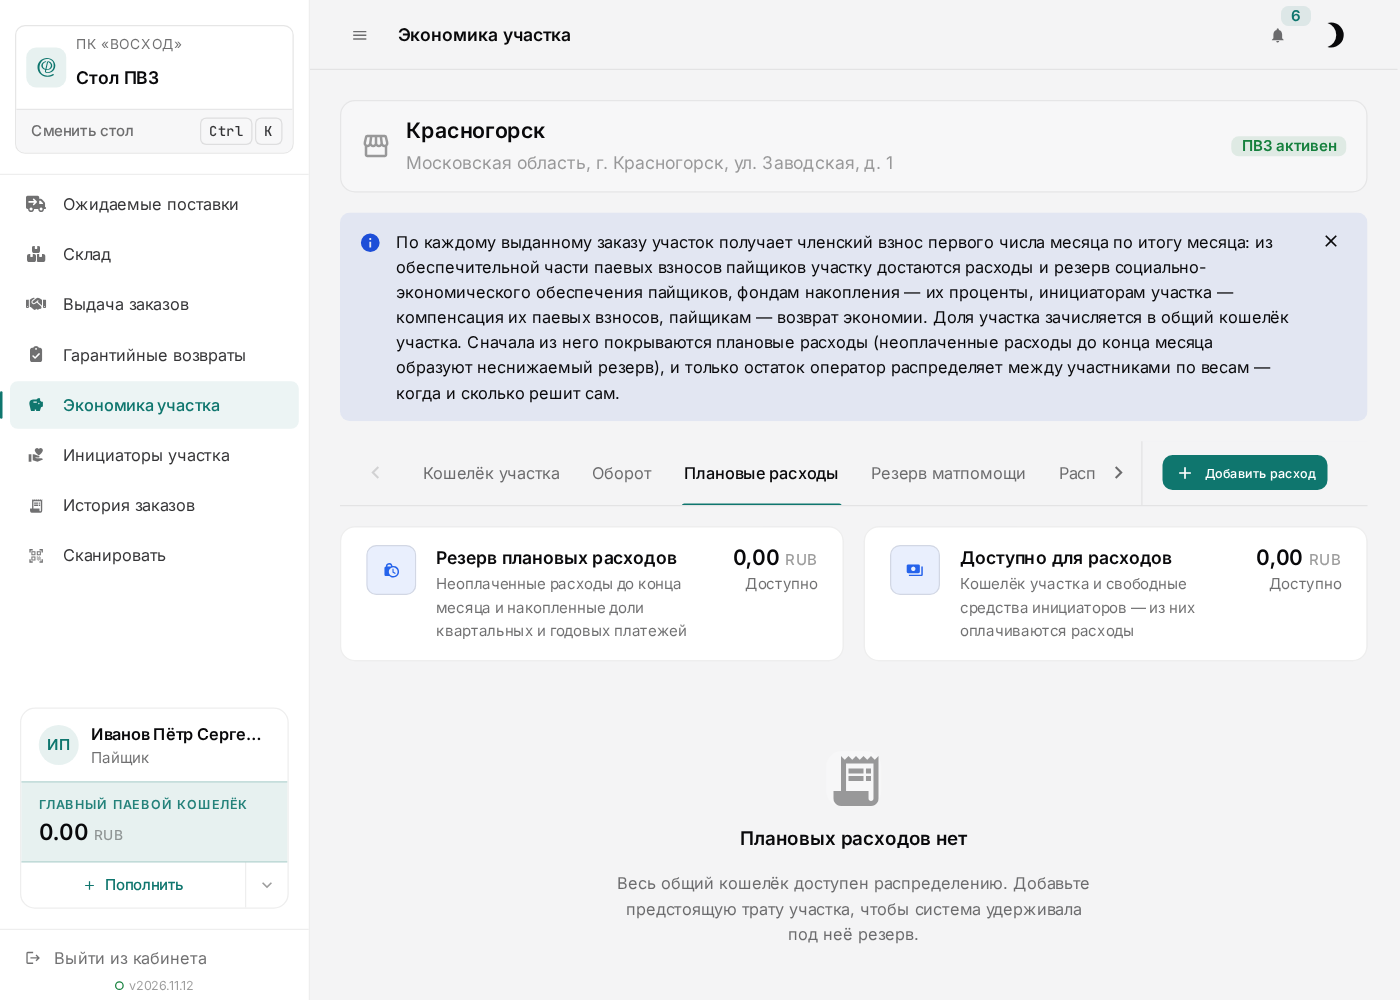 ПК «ВОСХОД»
Стол ПВЗ
Сменить стол
Ctrl K
Ожидаемые поставки
Склад
Выдача заказов
Гарантийные возвраты
Экономика участка
Инициаторы участка
История заказов
Сканировать
ИП
Иванов Пётр Серге...
Пайщик
ГЛАВНЫЙ ПАЕВОЙ КОШЕЛЁК
0.00 RUB
+ Пополнить
Выйти из кабинета
v2026.11.12
Экономика участка
6
Красногорск
Московская область, г. Красногорск, ул. Заводская, д. 1
ПВЗ активен
По каждому выданному заказу участок получает членский взнос первого числа месяца по итогу месяца: из
обеспечительной части паевых взносов пайщиков участку достаются расходы и резерв социально-
экономического обеспечения пайщиков, фондам накопления — их проценты, инициаторам участка —
компенсация их паевых взносов, пайщикам — возврат экономии. Доля участка зачисляется в общий кошелёк
участка. Сначала из него покрываются плановые расходы (неоплаченные расходы до конца месяца
образуют неснижаемый резерв), и только остаток оператор распределяет между участниками по весам —
когда и сколько решит сам.
Кошелёк участка
Оборот
Плановые расходы
Резерв матпомощи
Расп
+ Добавить расход
Резерв плановых расходов
0,00 RUB
Неоплаченные расходы до конца
месяца и накопленные доли
квартальных и годовых платежей
Доступно
Доступно для расходов
0,00 RUB
Кошелёк участка и свободные
средства инициаторов — из них
оплачиваются расходы
Доступно
Плановых расходов нет
Весь общий кошелёк доступен распределению. Добавьте
предстоящую трату участка, чтобы система удерживала
под неё резерв.